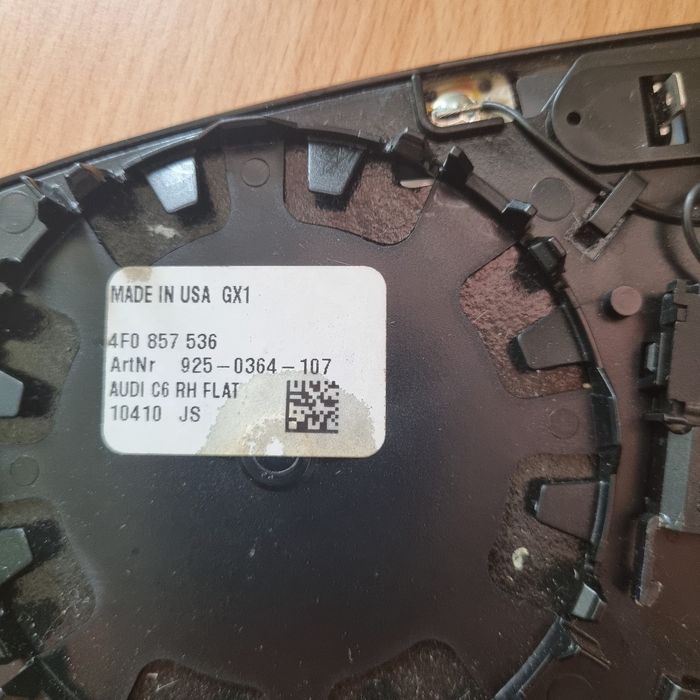 MADE IN USA GX1
4F0 857 536
ArtNr 925-0364-107
AUDI C6 RH FLAT
10410 JS